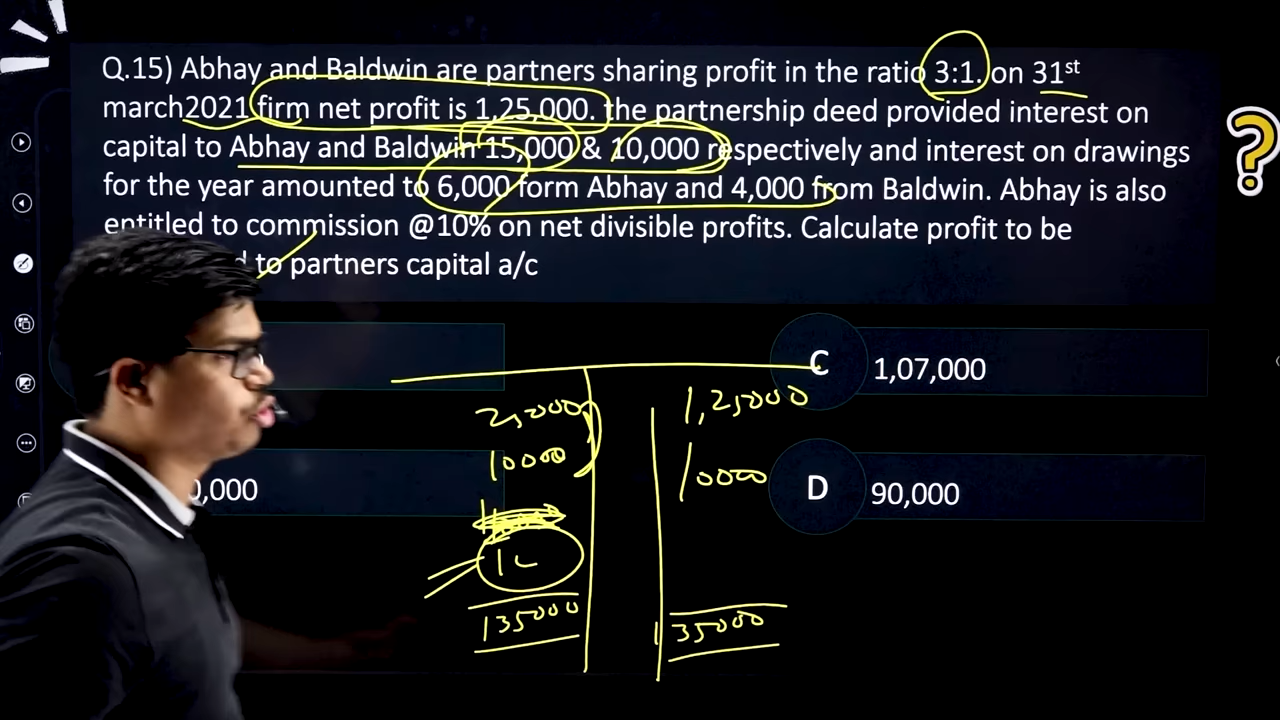 Q.15) Abhay and Baldwin are partners sharing profit in the ratio 3:1. on 31st
march2021 firm net profit is 1,25,000. the partnership deed provided interest on
capital to Abhay and Baldwin 15,000 & 10,000 respectively and interest on drawings
for the year amounted to 6,000 form Abhay and 4,000 from Baldwin. Abhay is also
entitled to commission @10% on net divisible profits. Calculate profit to be
to partners capital a/c
C 1,07,000
0,000
D 90,000
25000
10000
135000
1,25000
10000
135000